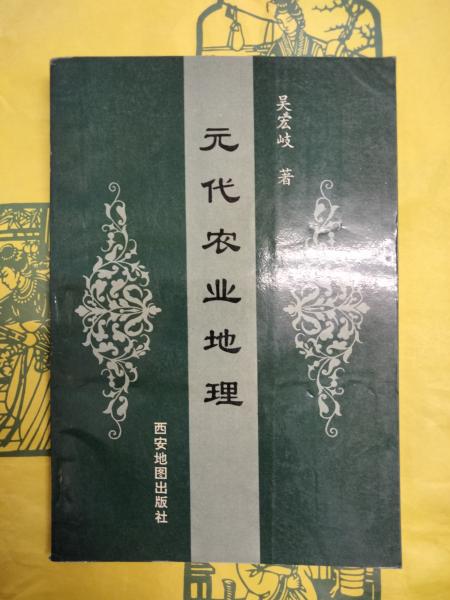 吴宏岐 著
元代农业地理
西安地图出版社